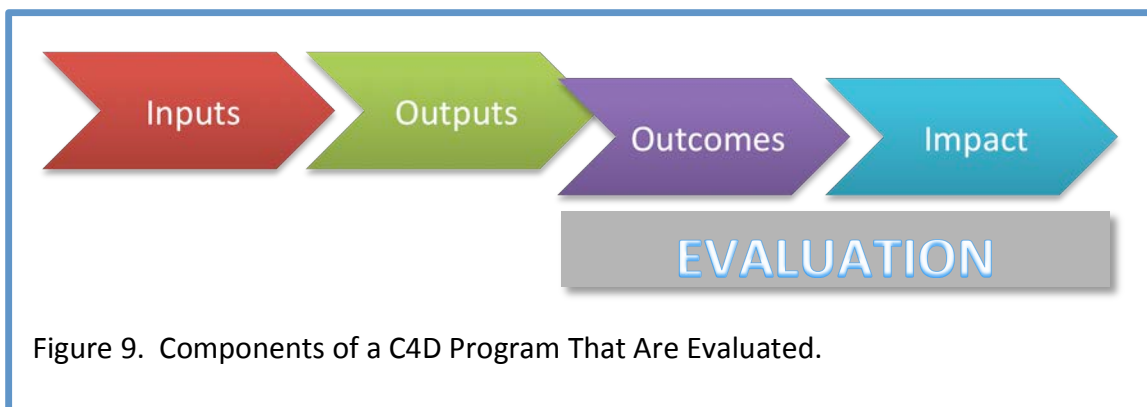 Inputs
Outputs
Outcomes
Impact
EVALUATION
Figure 9.  Components of a C4D Program That Are Evaluated.